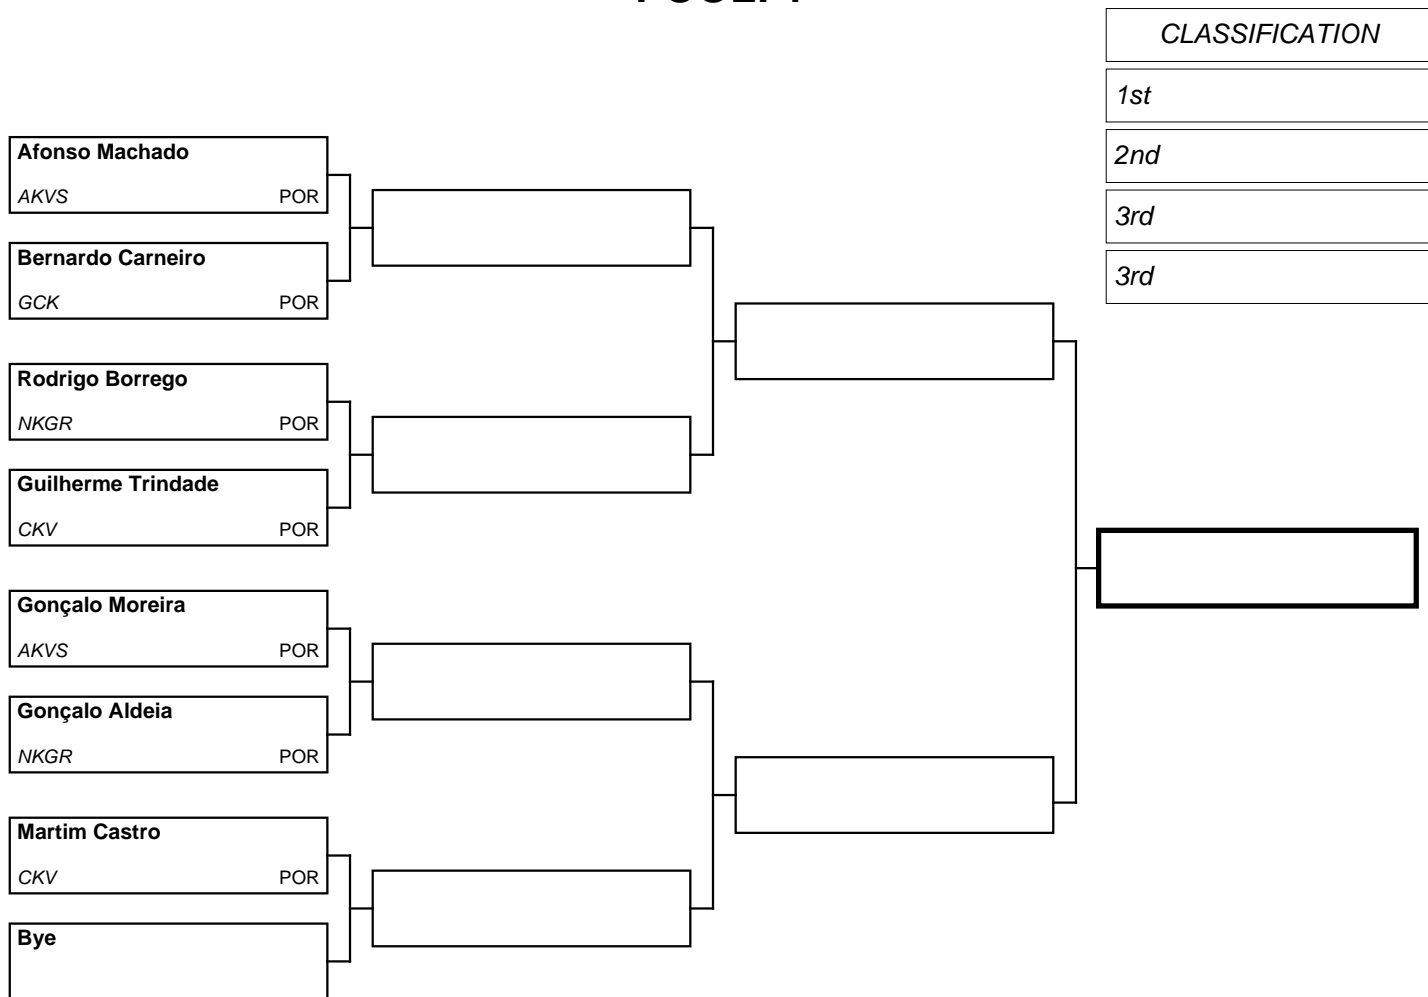 CLASSIFICATION
1st
2nd
3rd
3rd
Afonso Machado
AKVS POR
Bernardo Carneiro
GCK POR
Rodrigo Borrego
NKGR POR
Guilherme Trindade
CKV POR
Gonçalo Moreira
AKVS POR
Gonçalo Aldeia
NKGR POR
Martim Castro
CKV POR
Bye